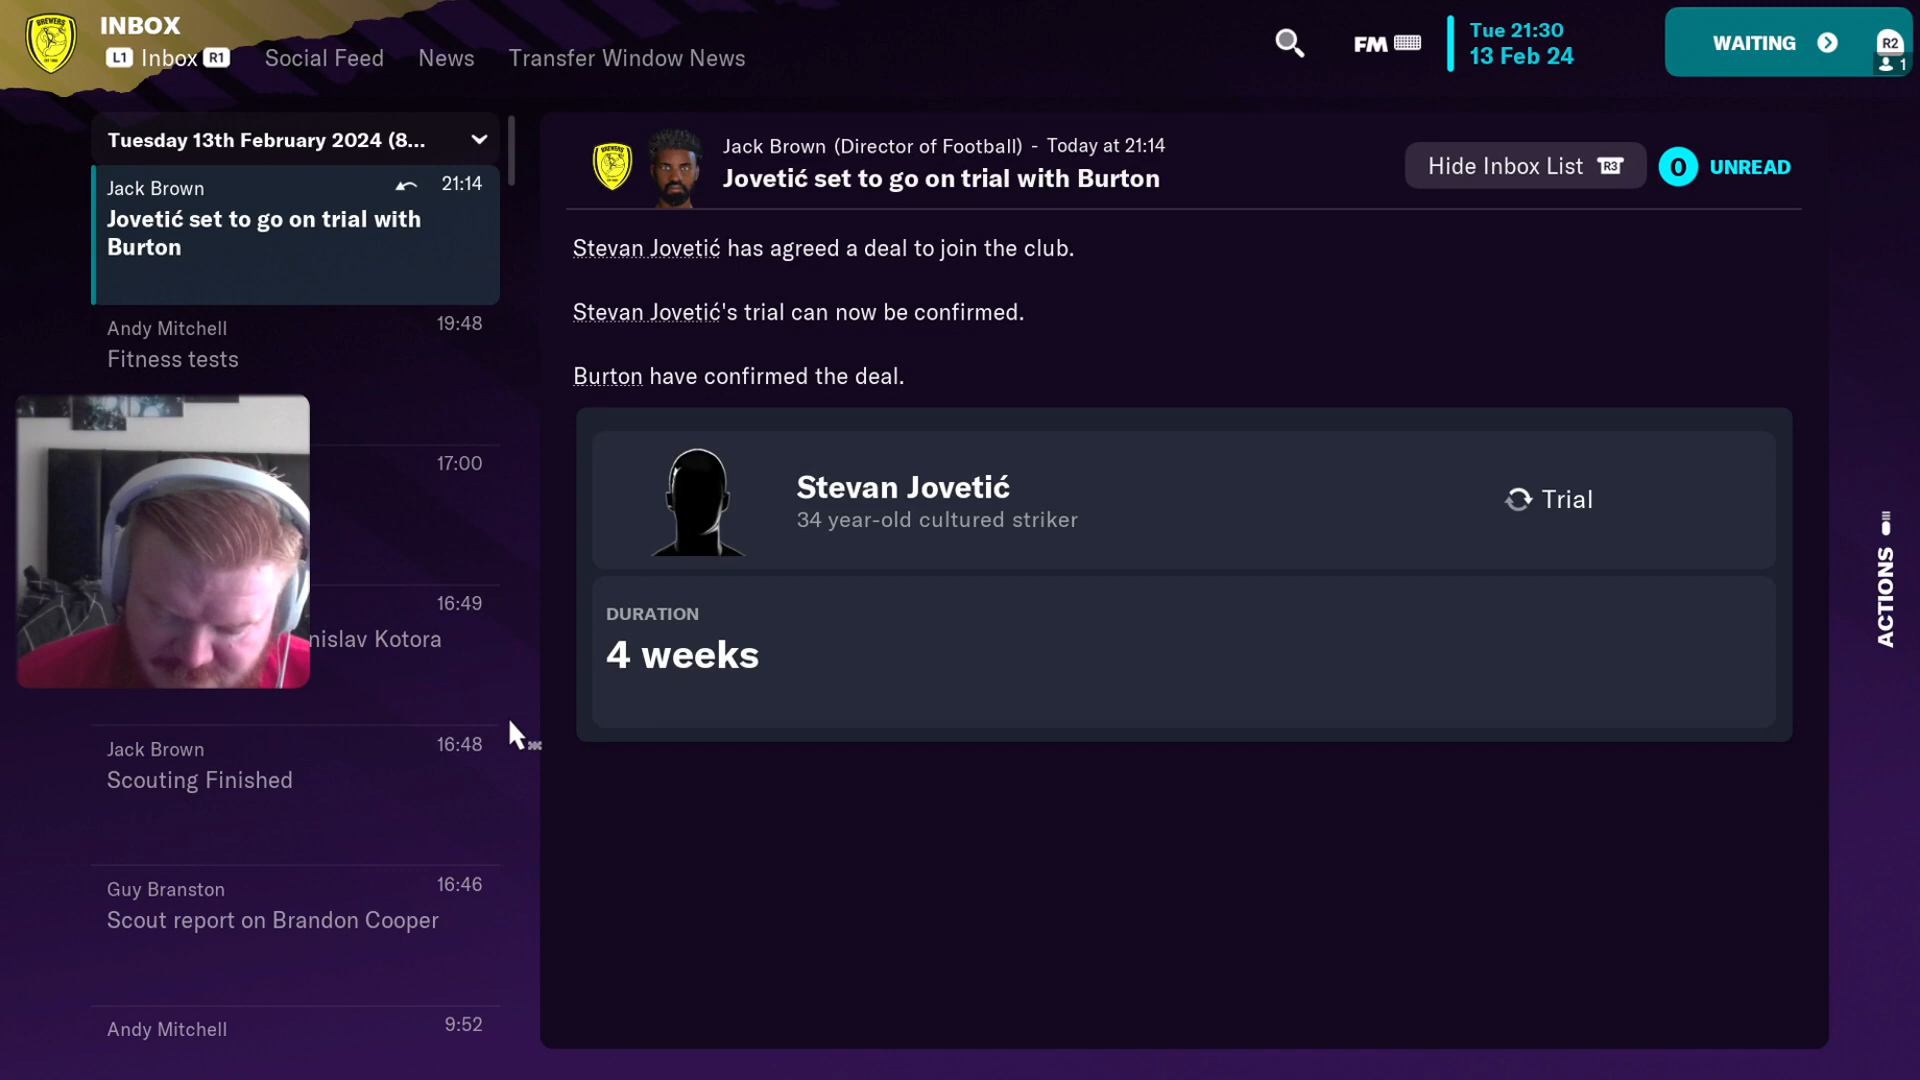 INBOX
L1 Inbox R1 Social Feed News Transfer Window News
FM
Tue 21:30
13 Feb 24
WAITING
R2
1
Tuesday 13th February 2024 (8...
Jack Brown 21:14
Jovetić set to go on trial with
Burton
Andy Mitchell 19:48
Fitness tests
17:00
16:49
nislav Kotora
Jack Brown 16:48
Scouting Finished
Guy Branston 16:46
Scout report on Brandon Cooper
Andy Mitchell 9:52
Jack Brown (Director of Football) - Today at 21:14
Jovetić set to go on trial with Burton
Hide Inbox List R3
0 UNREAD
Stevan Jovetić has agreed a deal to join the club.
Stevan Jovetić's trial can now be confirmed.
Burton have confirmed the deal.
Stevan Jovetić
34 year-old cultured striker
Trial
DURATION
4 weeks
ACTIONS